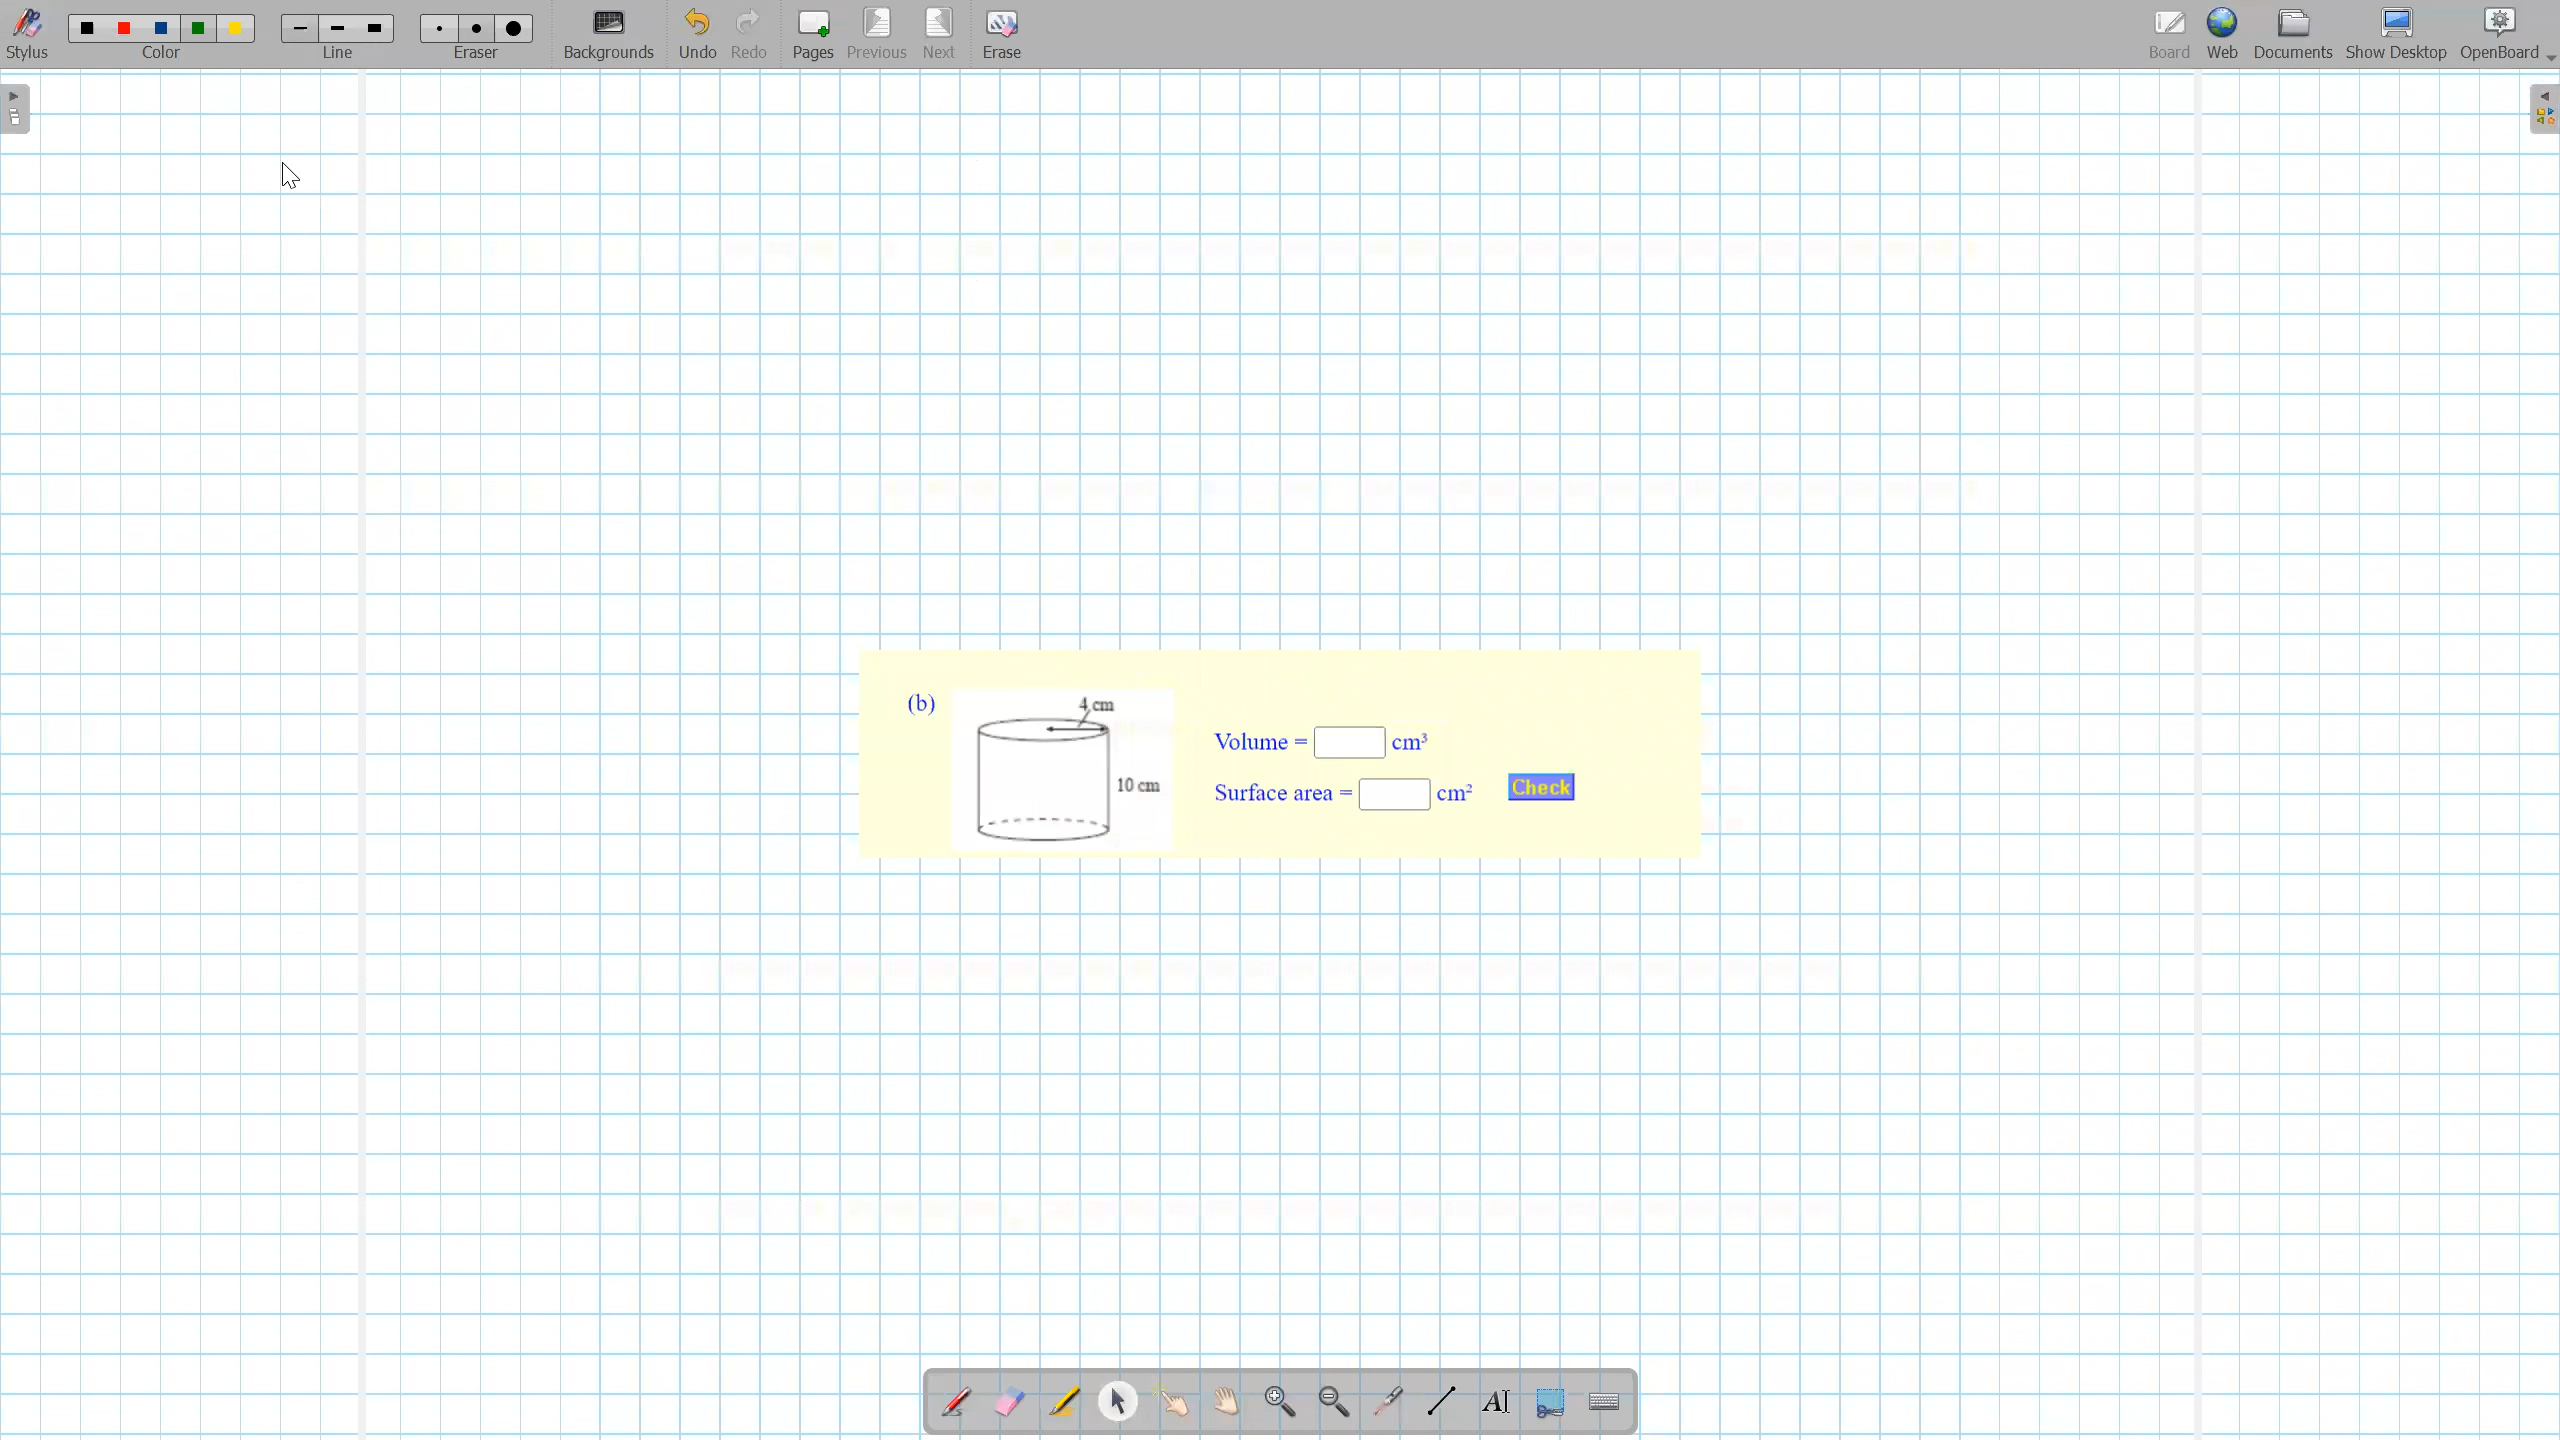 Stylus Color Line Eraser Backgrounds Undo Redo Pages Previous Next Erase Board Web Documents Show Desktop OpenBoard
(b)
4 cm
10 cm
Volume = cm³
Surface area = cm²
Check